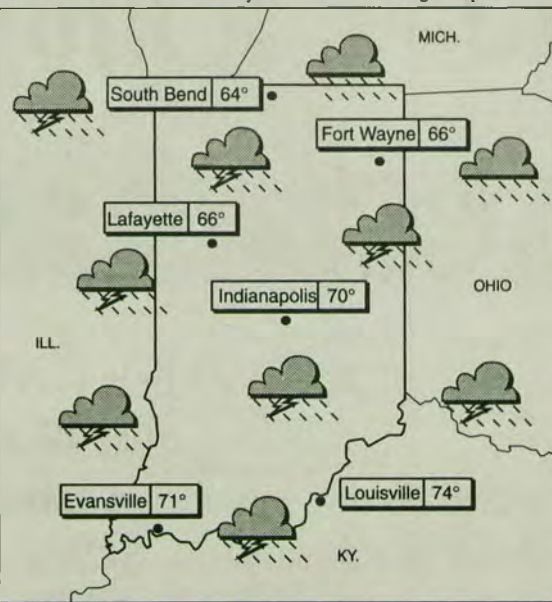 MICH.
South Bend 64°
Fort Wayne 66°
Lafayette 66°
OHIO
Indianapolis 70°
ILL.
Evansville 71°
Louisville 74°
KY.